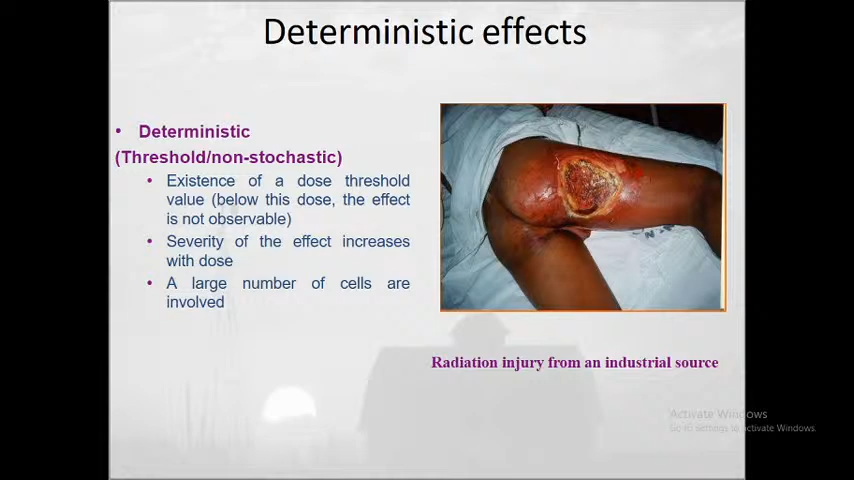 Deterministic effects
• Deterministic
(Threshold/non-stochastic)
• Existence of a dose threshold
value (below this dose, the effect
is not observable)
• Severity of the effect increases
with dose
• A large number of cells are
involved
Radiation injury from an industrial source
Activate Windows
Go to Settings to activate Windows.